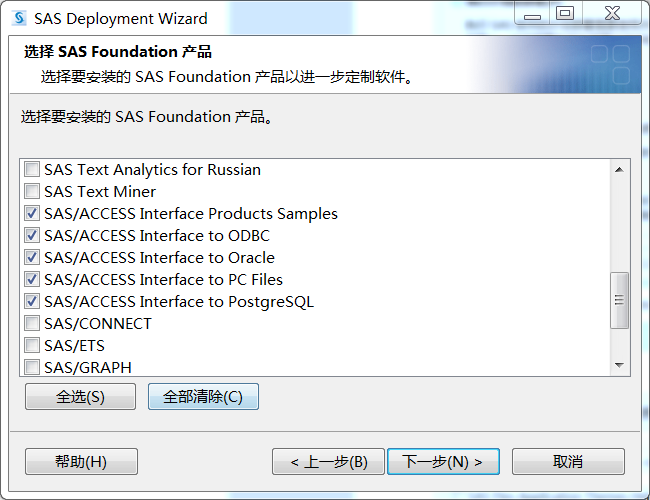 SAS Deployment Wizard
选择 SAS Foundation 产品
选择要安装的 SAS Foundation 产品以进一步定制软件。
选择要安装的 SAS Foundation 产品。
SAS Text Analytics for Russian
SAS Text Miner
SAS/ACCESS Interface Products Samples
SAS/ACCESS Interface to ODBC
SAS/ACCESS Interface to Oracle
SAS/ACCESS Interface to PC Files
SAS/ACCESS Interface to PostgreSQL
SAS/CONNECT
SAS/ETS
SAS/GRAPH
全选(S) 全部清除(C)
帮助(H) < 上一步(B) 下一步(N) > 取消